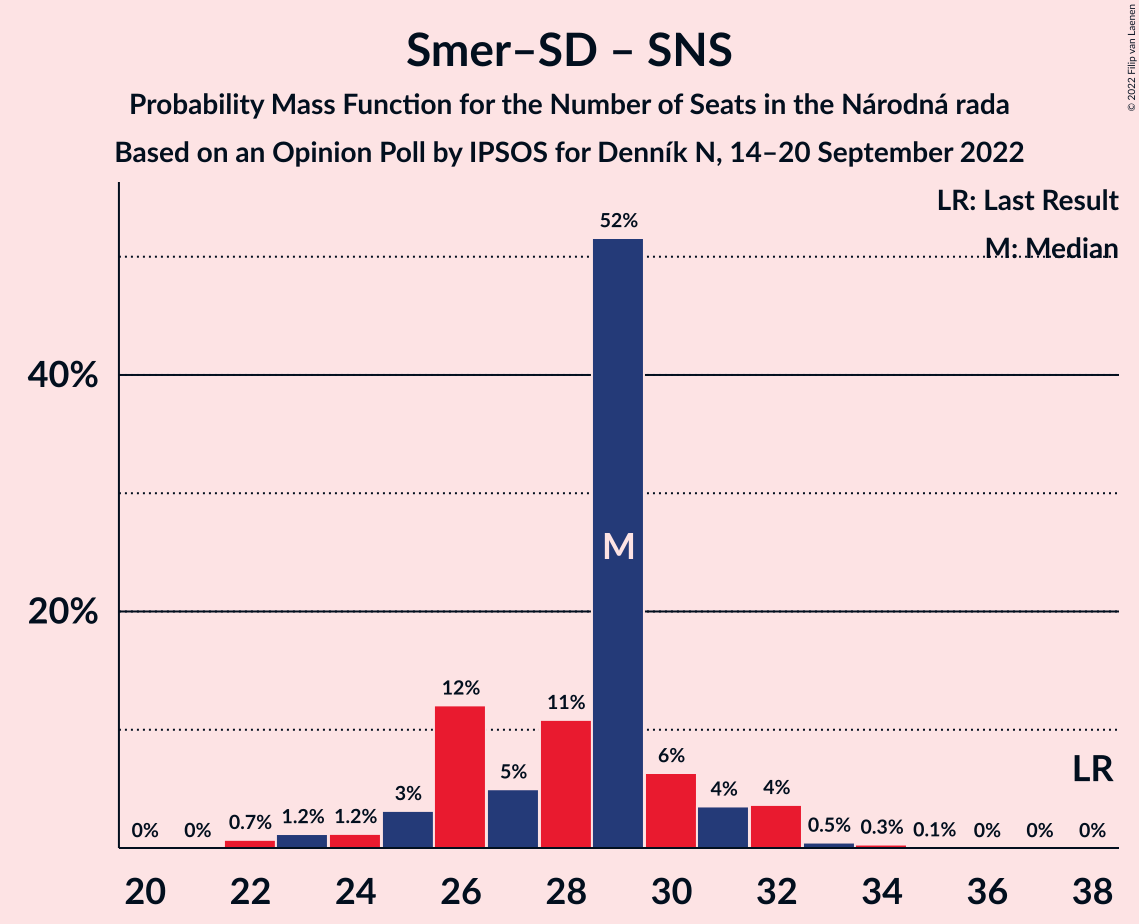 Smer–SD – SNS
Probability Mass Function for the Number of Seats in the Národná rada
Based on an Opinion Poll by IPSOS for Denník N, 14–20 September 2022
© 2022 Filip van Laenen
LR: Last Result
M: Median
40%
20%
0%
0%
0.7%
1.2%
1.2%
3%
12%
5%
11%
52%
M
6%
4%
4%
0.5%
0.3%
0.1%
0%
0%
0%
LR
20 22 24 26 28 30 32 34 36 38